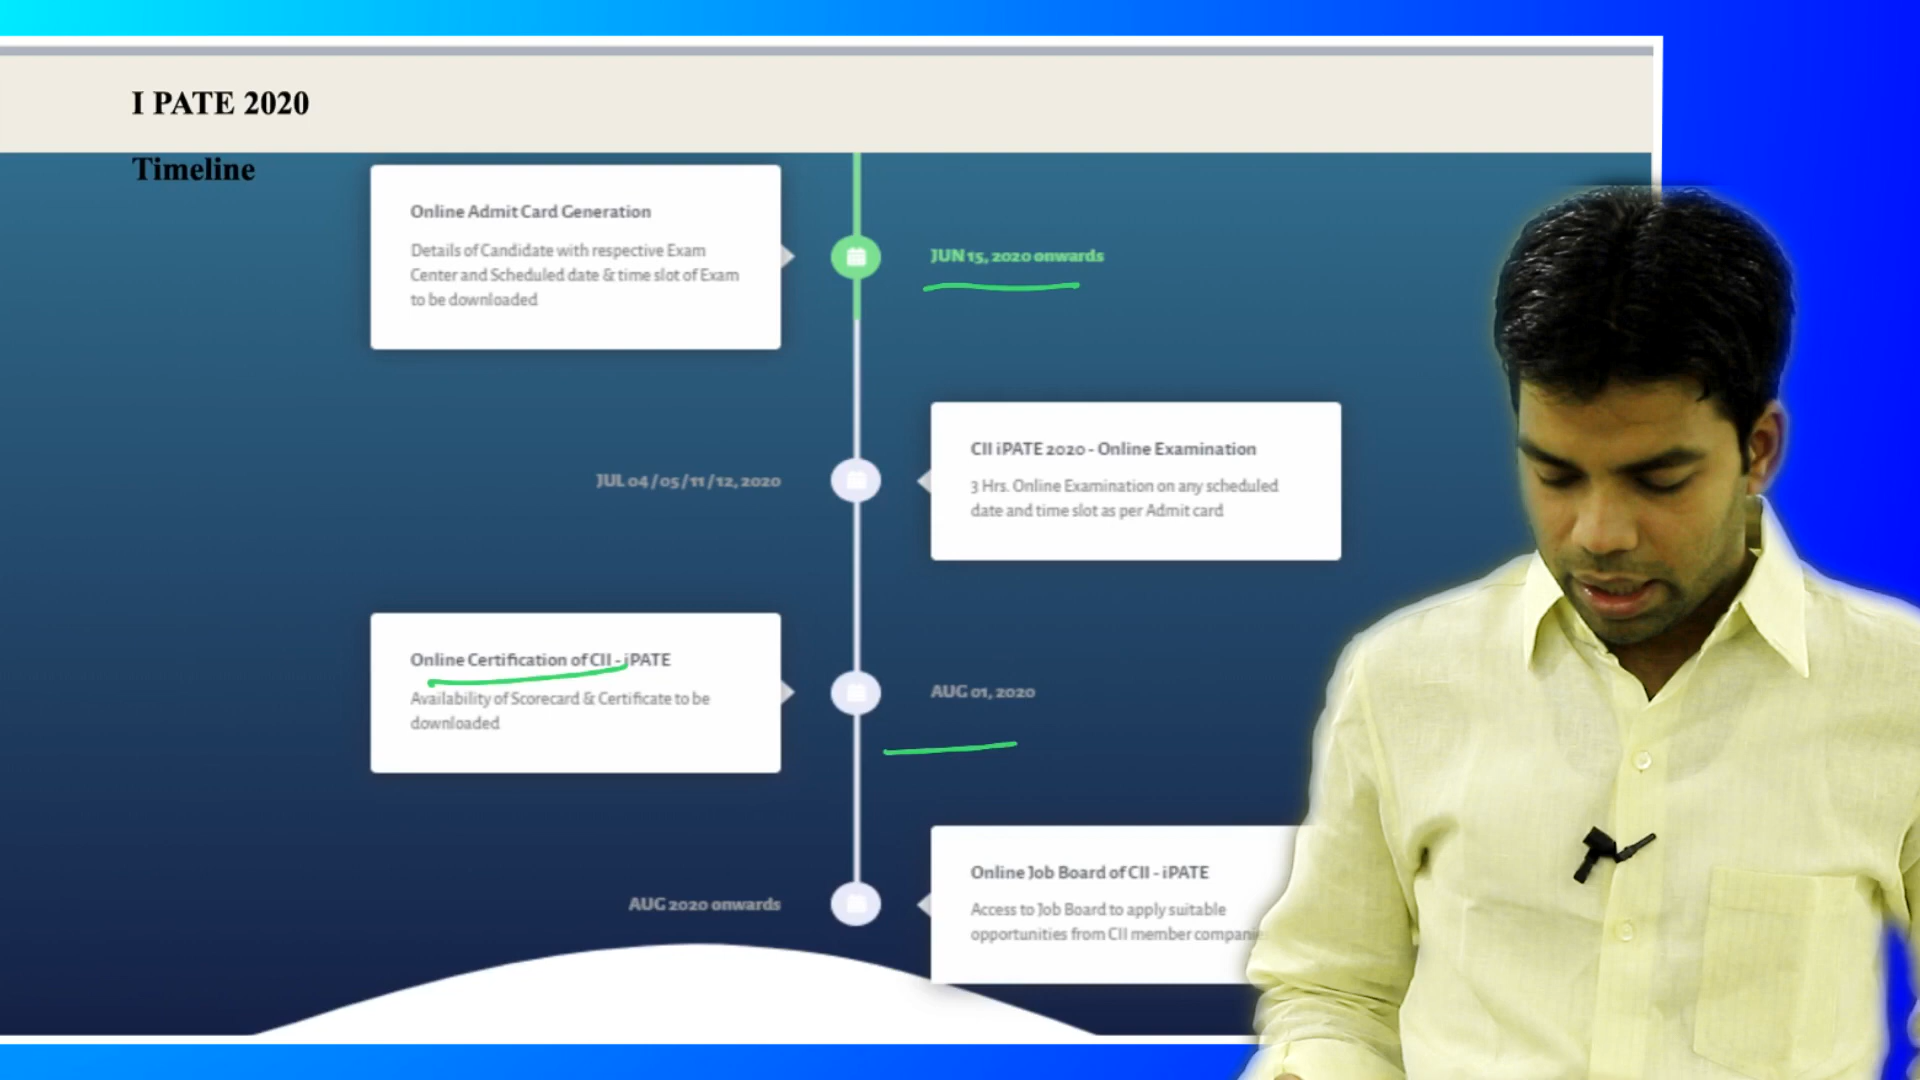 I PATE 2020
Timeline
Online Admit Card Generation
Details of Candidate with respective Exam
Center and Scheduled date & time slot of Exam
to be downloaded
JUN 15, 2020 onwards
JUL 04/05/11/12, 2020
CII iPATE 2020 - Online Examination
3 Hrs. Online Examination on any scheduled
date and time slot as per Admit card
Online Certification of CII - iPATE
Availability of Scorecard & Certificate to be
downloaded
AUG 01, 2020
AUG 2020 onwards
Online Job Board of CII - iPATE
Access to Job Board to apply suitable
opportunities from CII member companie